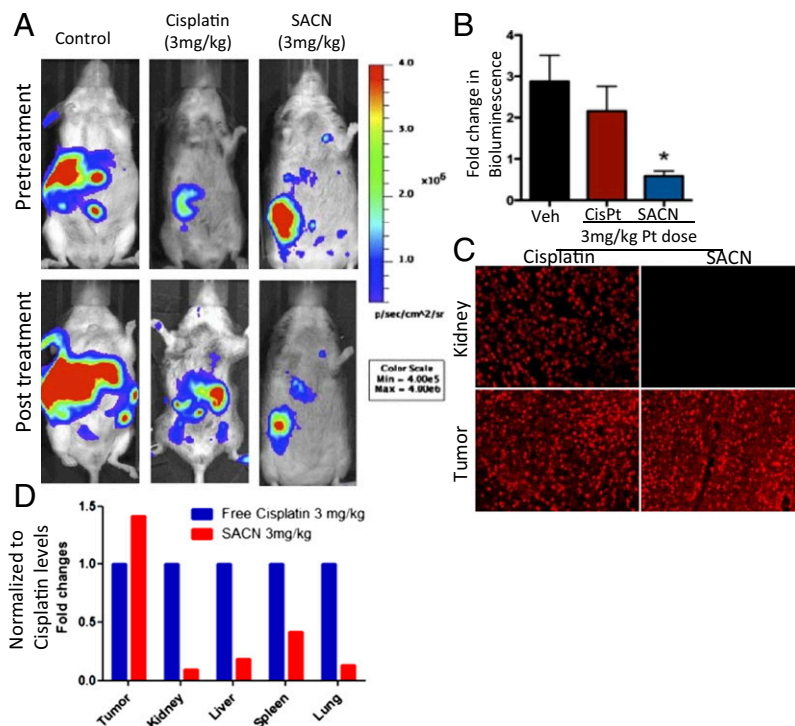 A
Control
Cisplatin
(3mg/kg)
SACN
(3mg/kg)
Pretreatment
Post treatment
4.0
3.0
×10⁶
2.0
1.0
p/sec/cm^2/sr
Color Scale
Min = 4.00e5
Max = 4.00e6
B
Fold change in
Bioluminescence
4
3
2
1
0
*
Veh
CisPt
SACN
3mg/kg Pt dose
C
Cisplatin
SACN
Kidney
Tumor
D
Normalized to
Cisplatin levels
Fold changes
1.5
1.0
0.5
0.0
Free Cisplatin 3 mg/kg
SACN 3mg/kg
Tumor
Kidney
Liver
Spleen
Lung